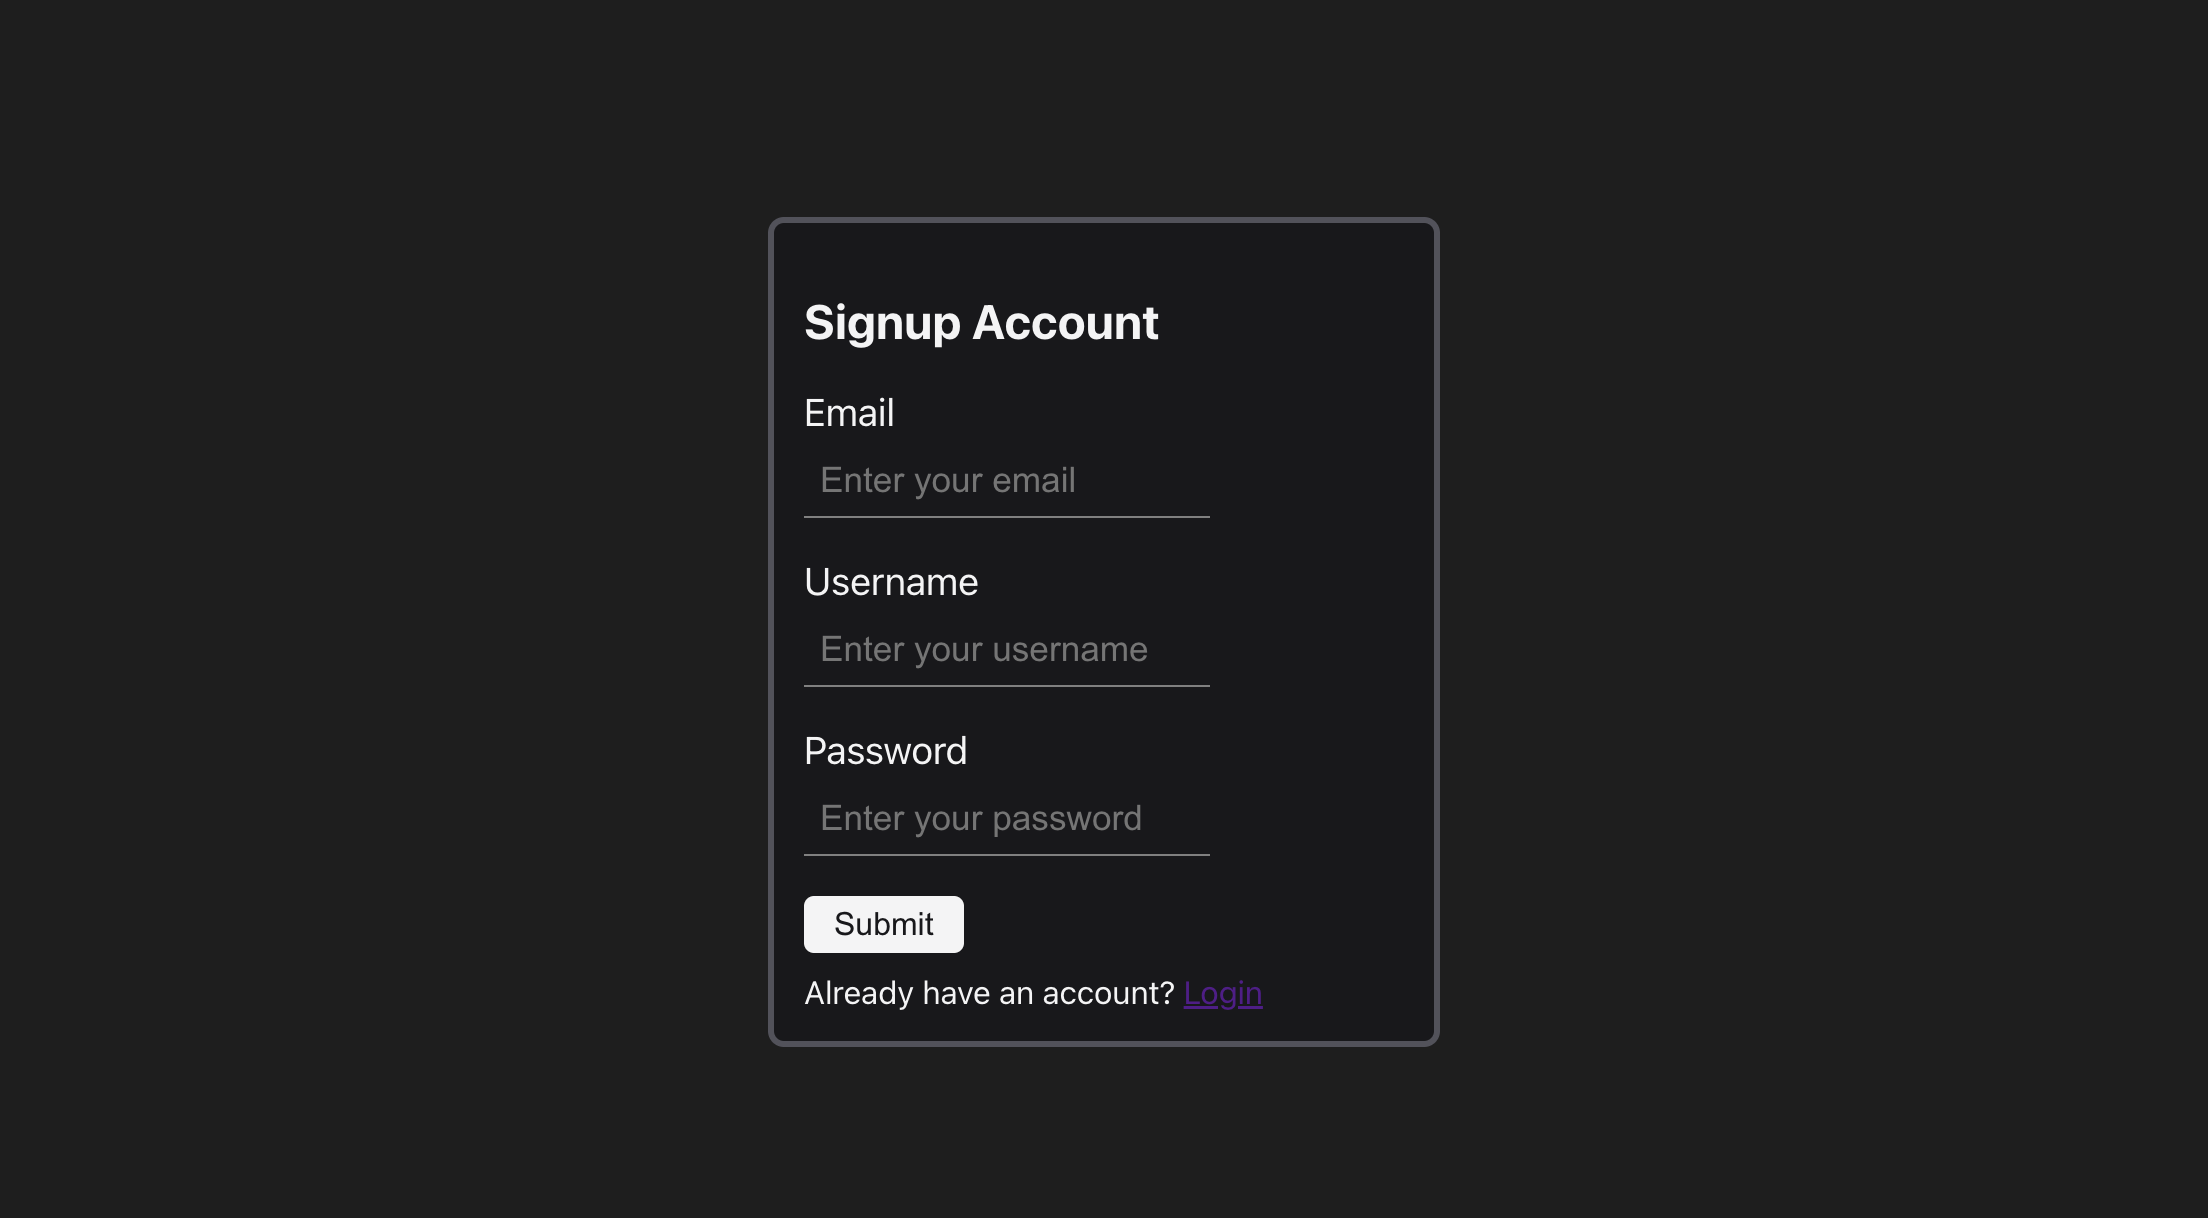 Signup Account
Email
Enter your email
Username
Enter your username
Password
Enter your password
Submit
Already have an account? Login